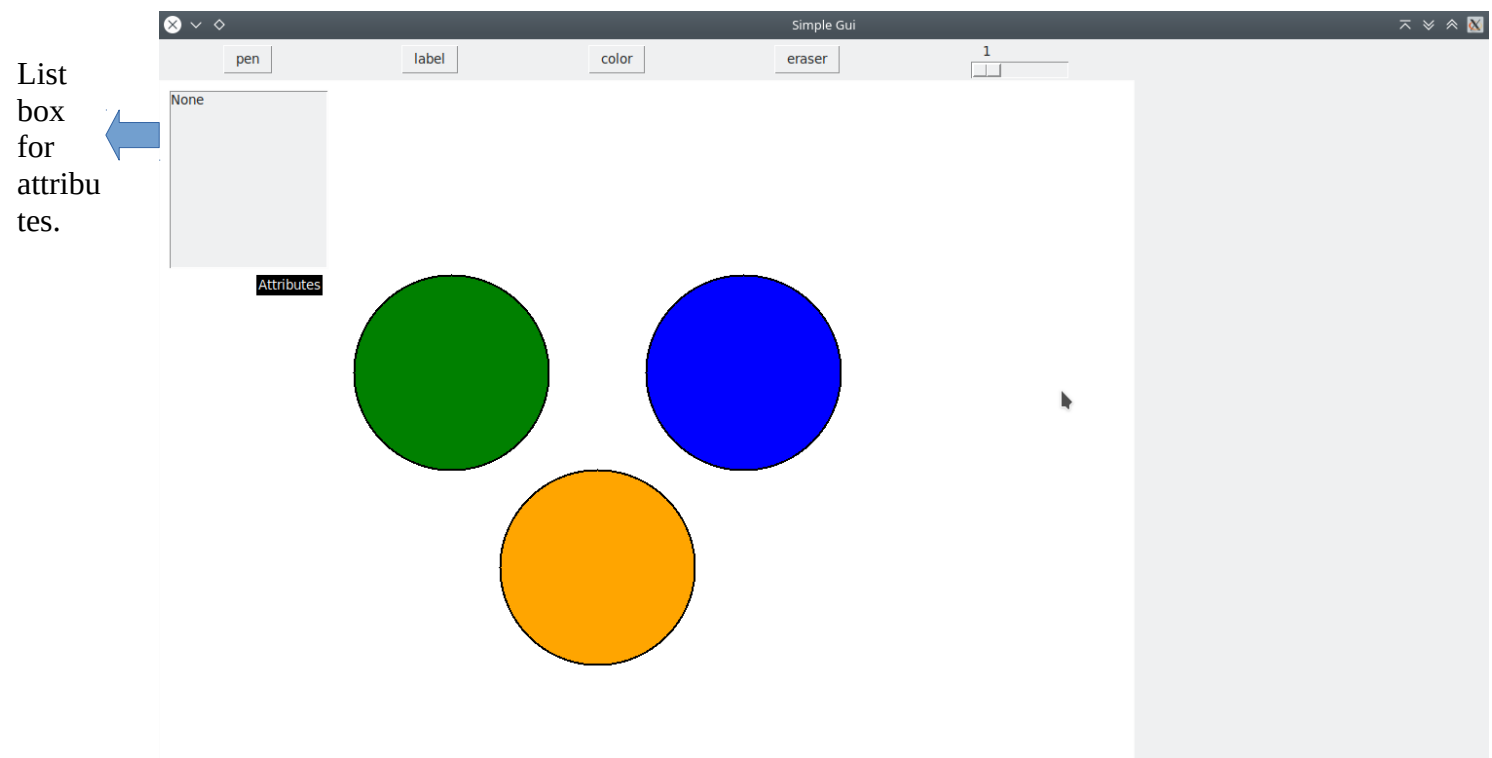 Simple Gui
pen label color eraser 1
List
box
for
attribu
tes.
None
Attributes